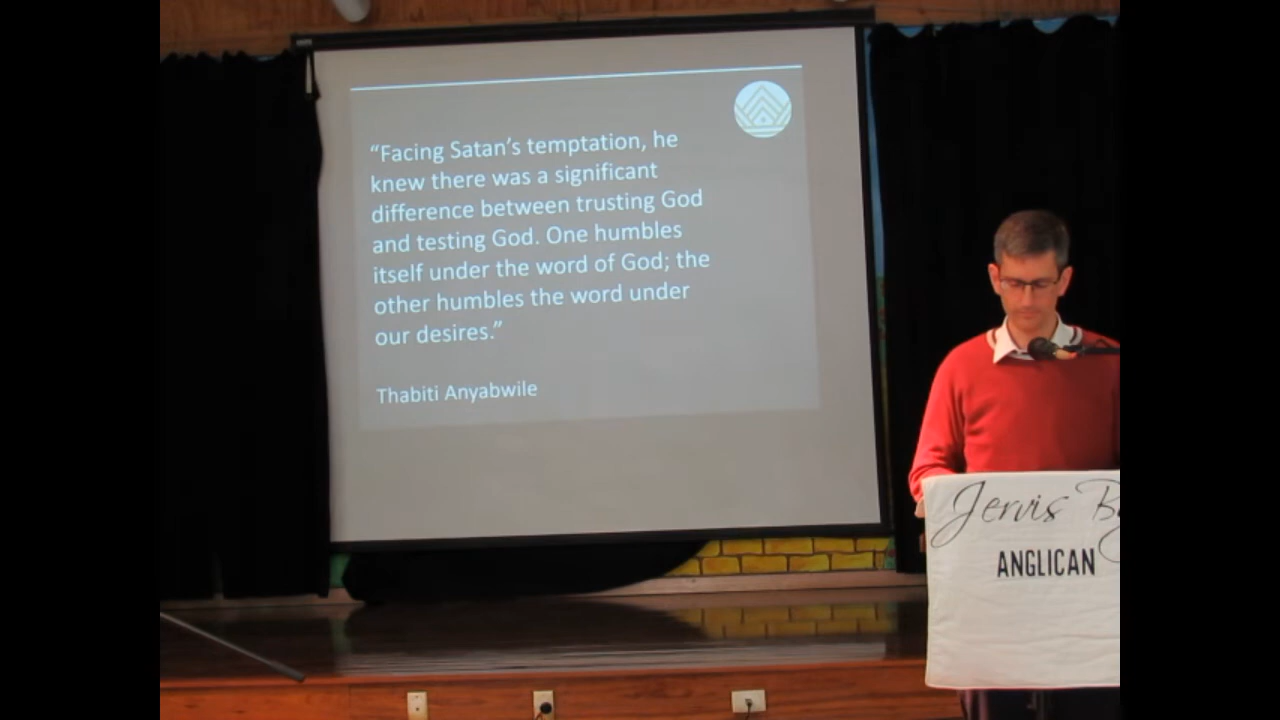 “Facing Satan’s temptation, he
knew there was a significant
difference between trusting God
and testing God. One humbles
itself under the word of God; the
other humbles the word under
our desires.”
Thabiti Anyabwile
Jervis B
ANGLICAN